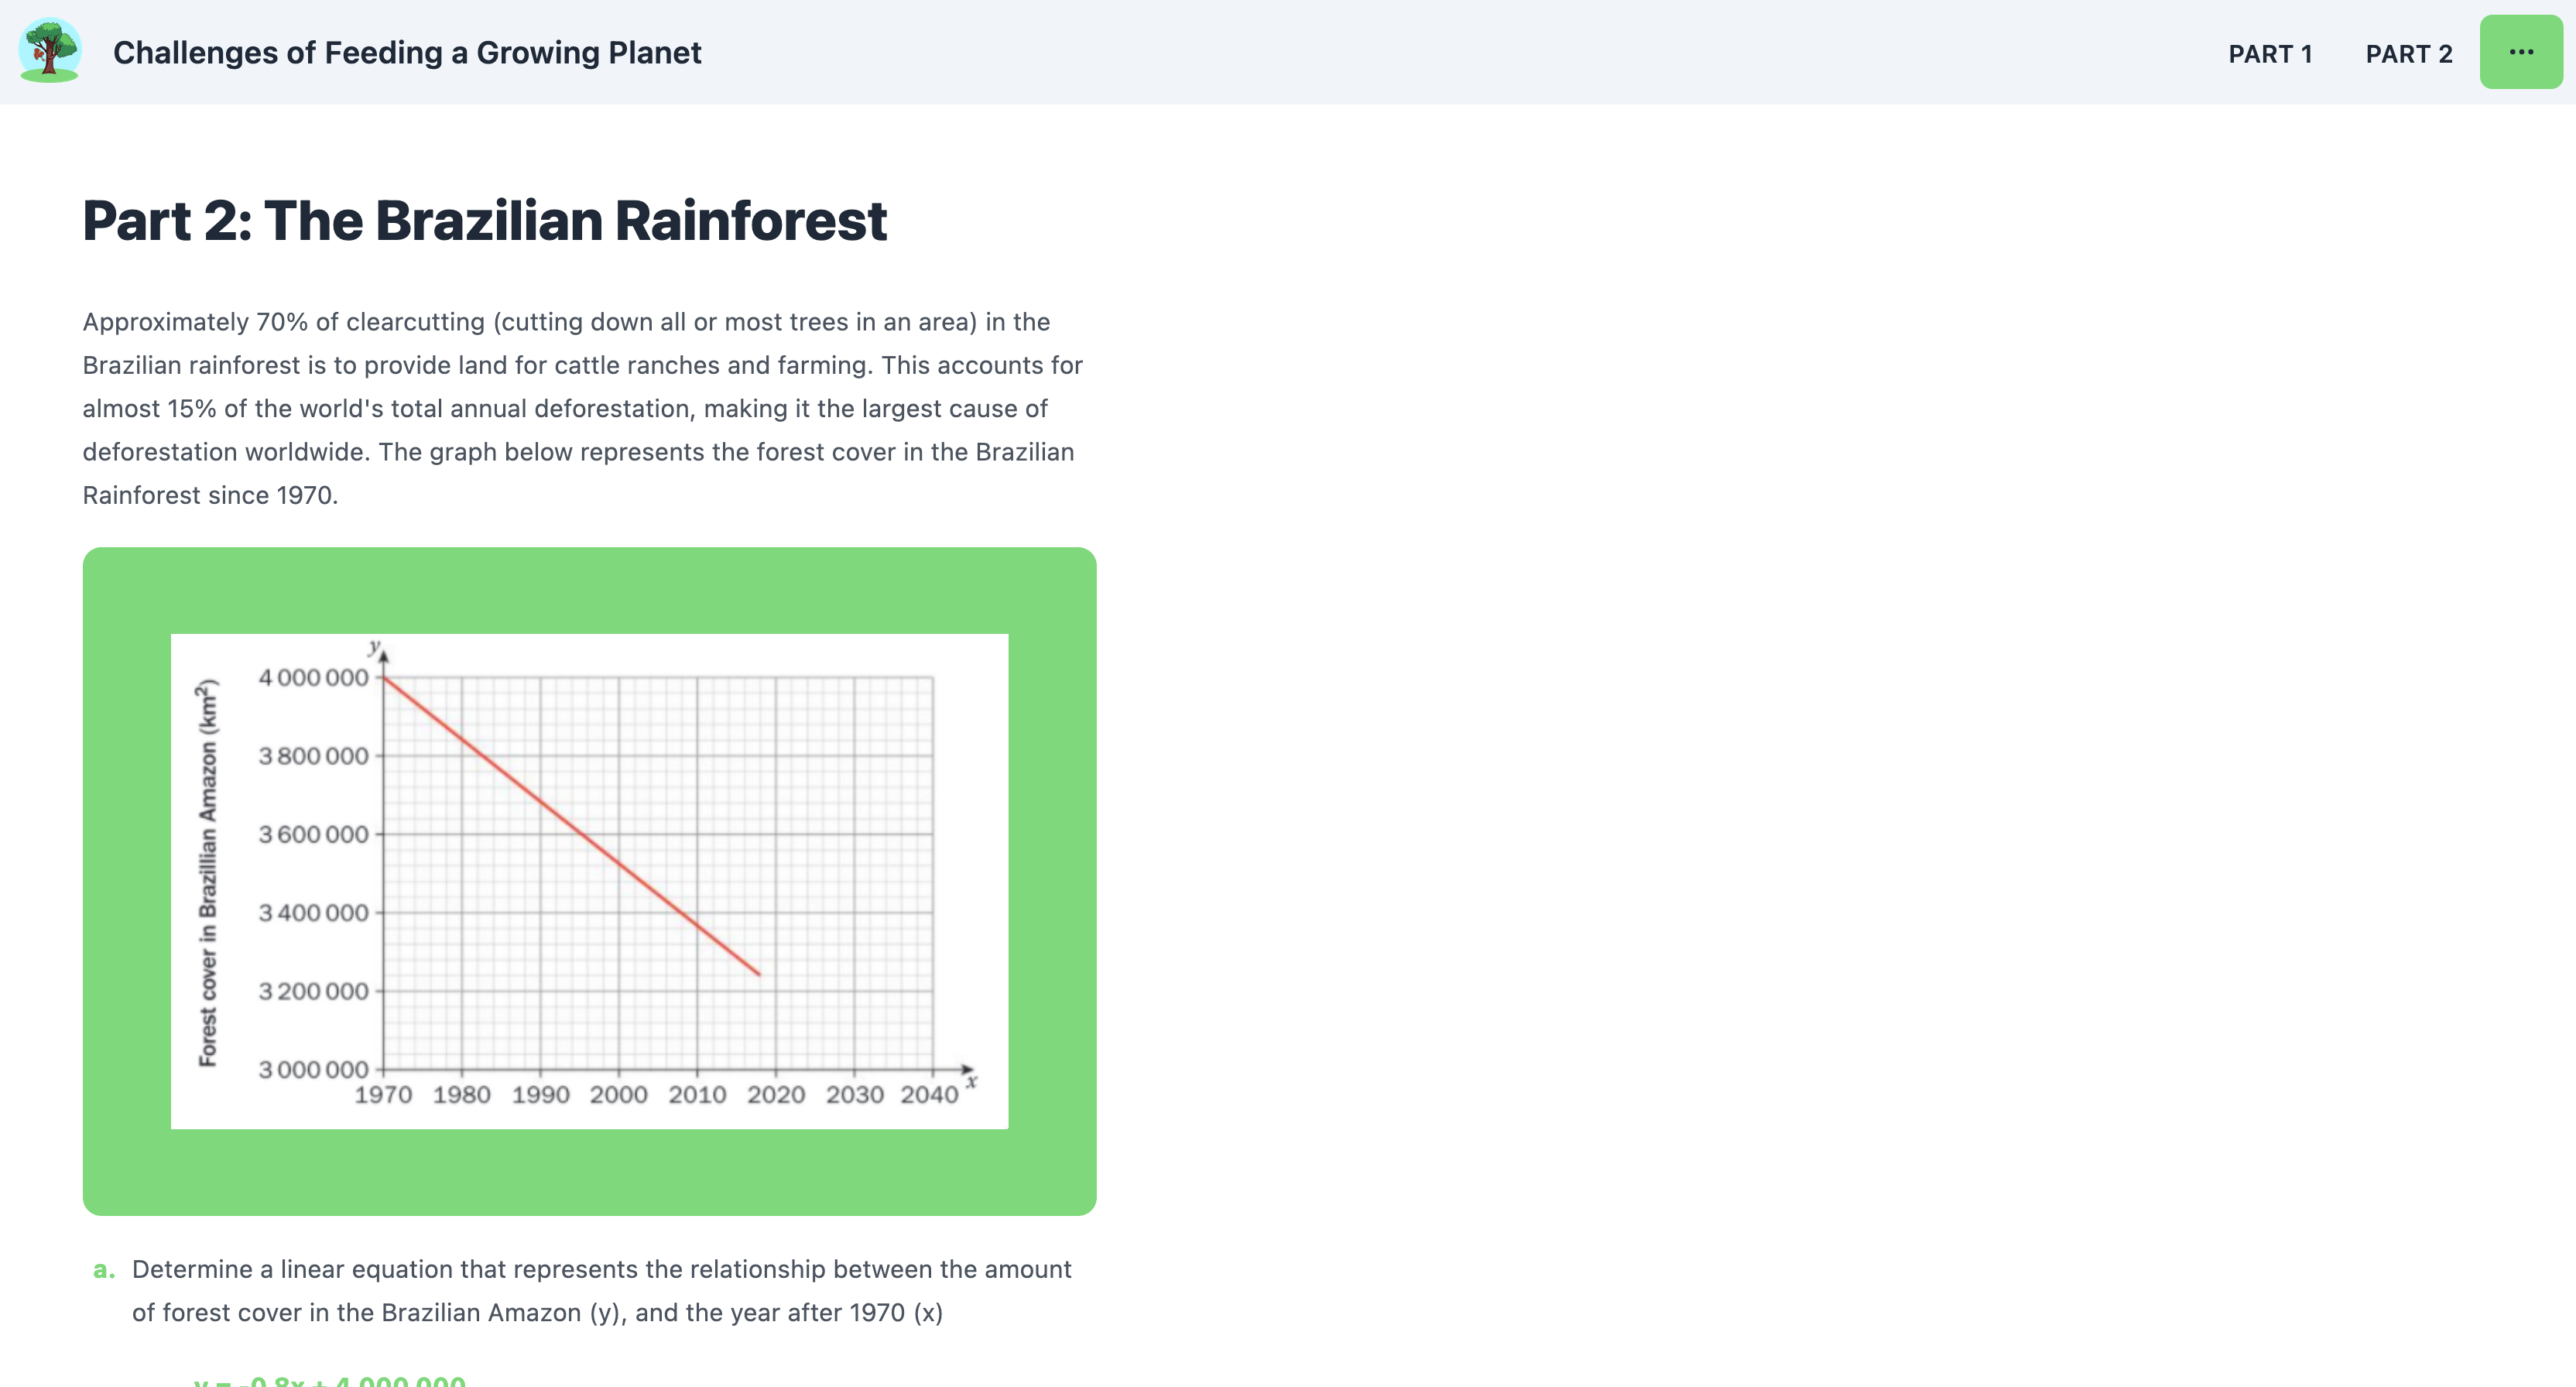 Challenges of Feeding a Growing Planet
PART 1
PART 2
...
Part 2: The Brazilian Rainforest
Approximately 70% of clearcutting (cutting down all or most trees in an area) in the
Brazilian rainforest is to provide land for cattle ranches and farming. This accounts for
almost 15% of the world's total annual deforestation, making it the largest cause of
deforestation worldwide. The graph below represents the forest cover in the Brazilian
Rainforest since 1970.
y
Forest cover in Brazillian Amazon (km²)
4 000 000
3 800 000
3 600 000
3 400 000
3 200 000
3 000 000
1970 1980 1990 2000 2010 2020 2030 2040
x
a. Determine a linear equation that represents the relationship between the amount
of forest cover in the Brazilian Amazon (y), and the year after 1970 (x)
y = -0.8x + 4 000 000